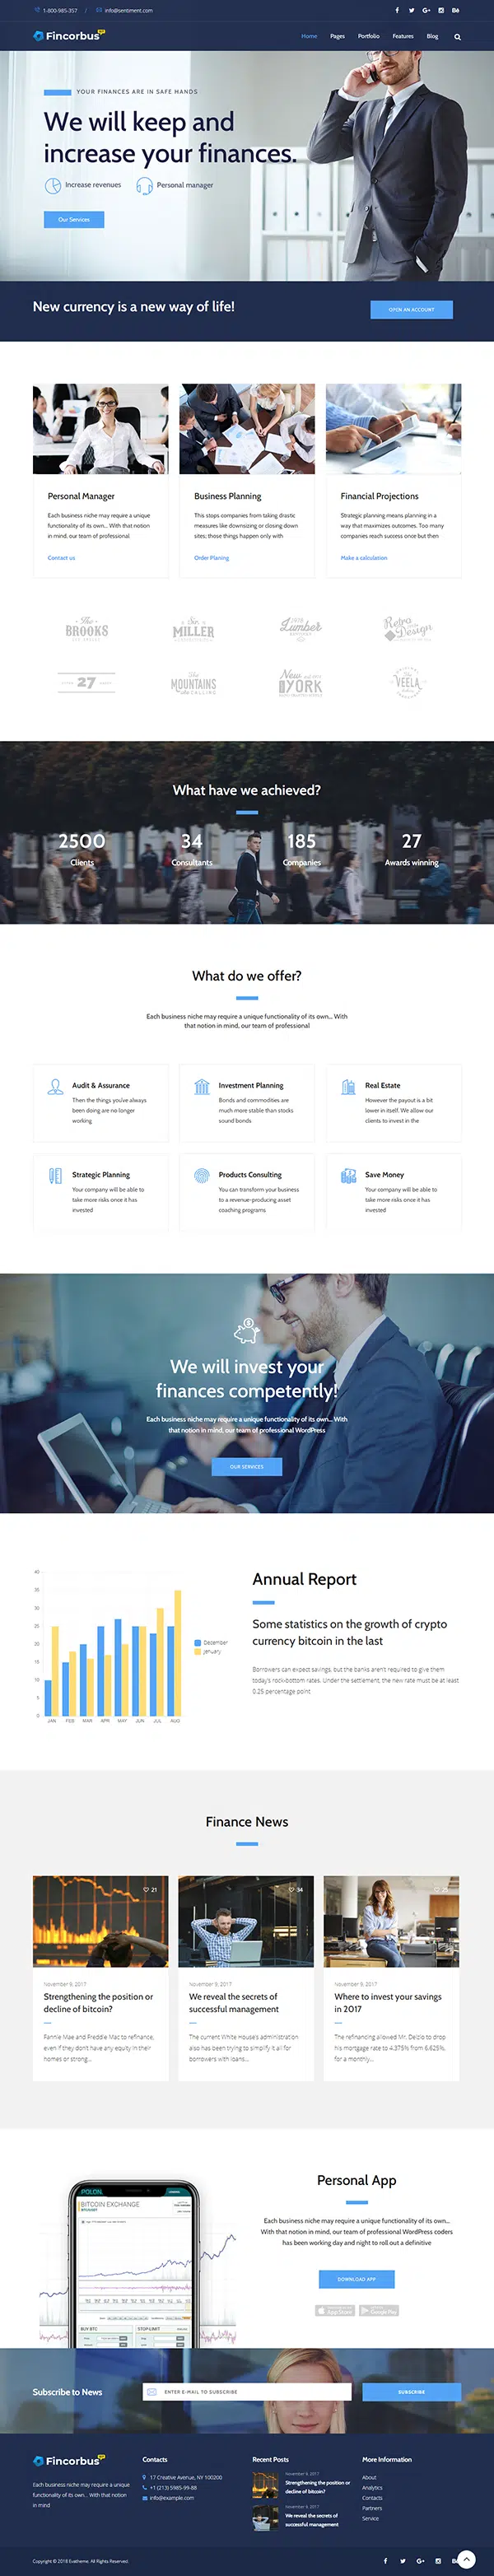 1-800-985-357 / info@sentiment.com
Fincorbus
Home Pages Portfolio Features Blog
YOUR FINANCES ARE IN SAFE HANDS
We will keep and
increase your finances.
Increase revenues Personal manager
Our Services
New currency is a new way of life!
OPEN AN ACCOUNT
Personal Manager
Each business niche may require a unique
functionality of its own... With that notion
in mind, our team of professional
Contact us
Business Planning
This stops companies from taking drastic
measures like downsizing or closing down
sites; those things happen only with
Order Planing
Financial Projections
Strategic planning means planning in a
way that maximizes outcomes. Too many
companies reach success once but then
Make a calculation
The
BROOKS
Sir
MILLER
Lumber
Retro
Design
27
The
MOUNTAINS
are CALLING
New
YORK
The
VEELA
What have we achieved?
2500
Clients
34
Consultants
185
Companies
27
Awards winning
What do we offer?
Each business niche may require a unique functionality of its own... With
that notion in mind, our team of professional
Audit & Assurance
Then the things you've always
been doing are no longer
working
Investment Planning
Bonds and commodities are
much more stable than stocks
sound bonds
Real Estate
However the payout is a bit
lower in itself. We allow our
clients to invest in the
Strategic Planning
Your company will be able to
take more risks once it has
invested
Products Consulting
You can transform your business
to a revenue-producing asset
coaching programs
Save Money
Your company will be able to
take more risks once it has
invested
We will invest your
finances competently!
Each business niche may require a unique functionality of its own... With
that notion in mind, our team of professional WordPress
OUR SERVICES
40
35
30
25
20
15
10
5
0
JAN FEB MAR APR MAY JUN JUL AUG
December
January
Annual Report
Some statistics on the growth of crypto
currency bitcoin in the last
Borrowers can expect savings, but the banks aren't required to give them
today's rock-bottom rates. Under the settlement, the new rate must be at least
0.25 percentage point
Finance News
21
November 9, 2017
Strengthening the position or
decline of bitcoin?
Fannie Mae and Freddie Mac to refinance,
even if they don't have any equity in their
homes or strong...
34
November 9, 2017
We reveal the secrets of
successful management
The current White House's administration
also has been trying to simplify it all for
borrowers with loans...
November 9, 2017
Where to invest your savings
in 2017
The refinancing allowed Mr. Delzio to drop
his mortgage rate to 4.375% from 6.625%,
for a monthly...
POLON
BITCOIN EXCHANGE
BUY BTC STOP-LIMIT
Personal App
Each business niche may require a unique functionality of its own...
With that notion in mind, our team of professional WordPress coders
has been working day and night to roll out a definitive
DOWNLOAD APP
App Store Google Play
Subscribe to News
ENTER E-MAIL TO SUBSCRIBE
SUBSCRIBE
Fincorbus
Each business niche may require a unique
functionality of its own... With that notion
in mind
Contacts
17 Creative Avenue, NY 100200
+1 (213) 5985-99-88
info@example.com
Recent Posts
November 9, 2017
Strengthening the position or
decline of bitcoin?
November 9, 2017
We reveal the secrets of
successful management
More Information
About
Analytics
Contacts
Partners
Service
Copyright © 2018 Evatheme. All Rights Reserved.